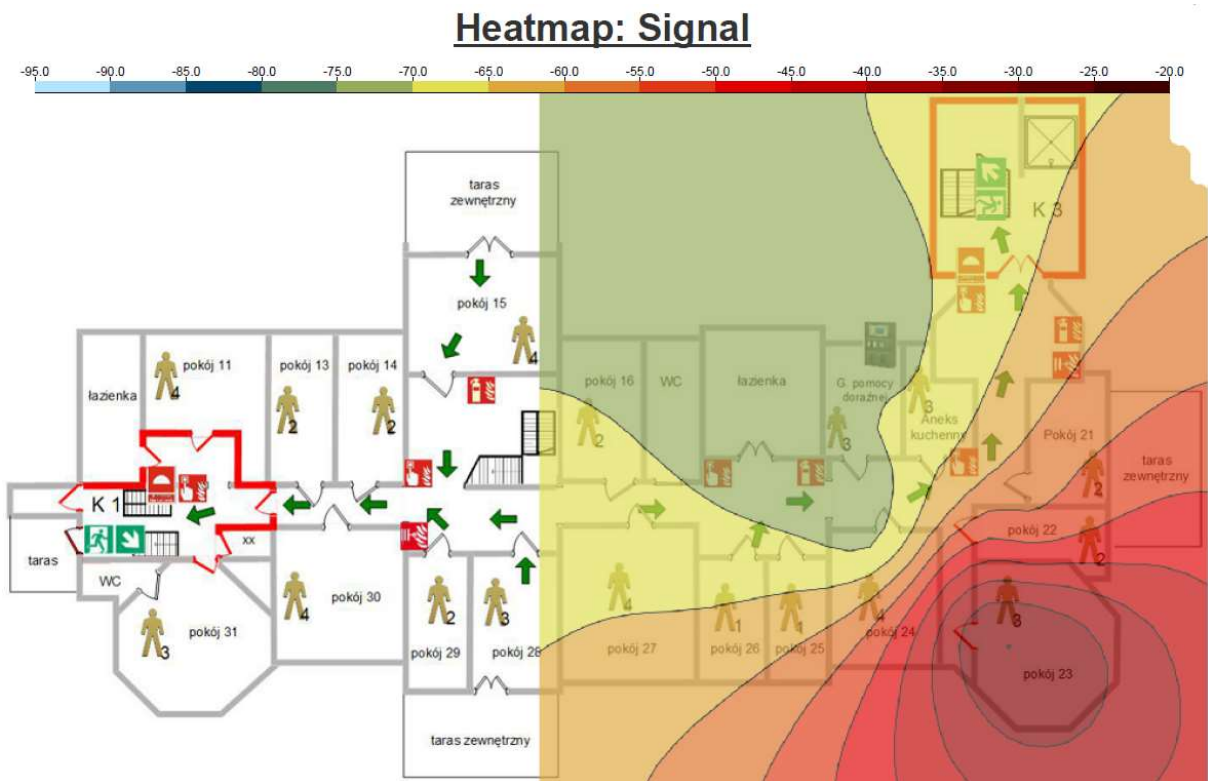 Heatmap: Signal
-95.0 -90.0 -85.0 -80.0 -75.0 -70.0 -65.0 -60.0 -55.0 -50.0 -45.0 -40.0 -35.0 -30.0 -25.0 -20.0
taras
zewnętrzny
K 3
pokój 15
4
pokój 11
4
pokój 13
2
pokój 14
2
łazienka
pokój 16
2
WC
łazienka
G. pomocy
doraźnej
3
3
Aneks
kuchenny
Pokój 21
2
taras
zewnętrzny
K 1
taras
xx
WC
pokój 31
3
4
pokój 30
2
pokój 29
3
pokój 28
4
pokój 27
1
pokój 26
1
pokój 25
4
pokój 24
pokój 22
2
3
pokój 23
taras zewnętrzny